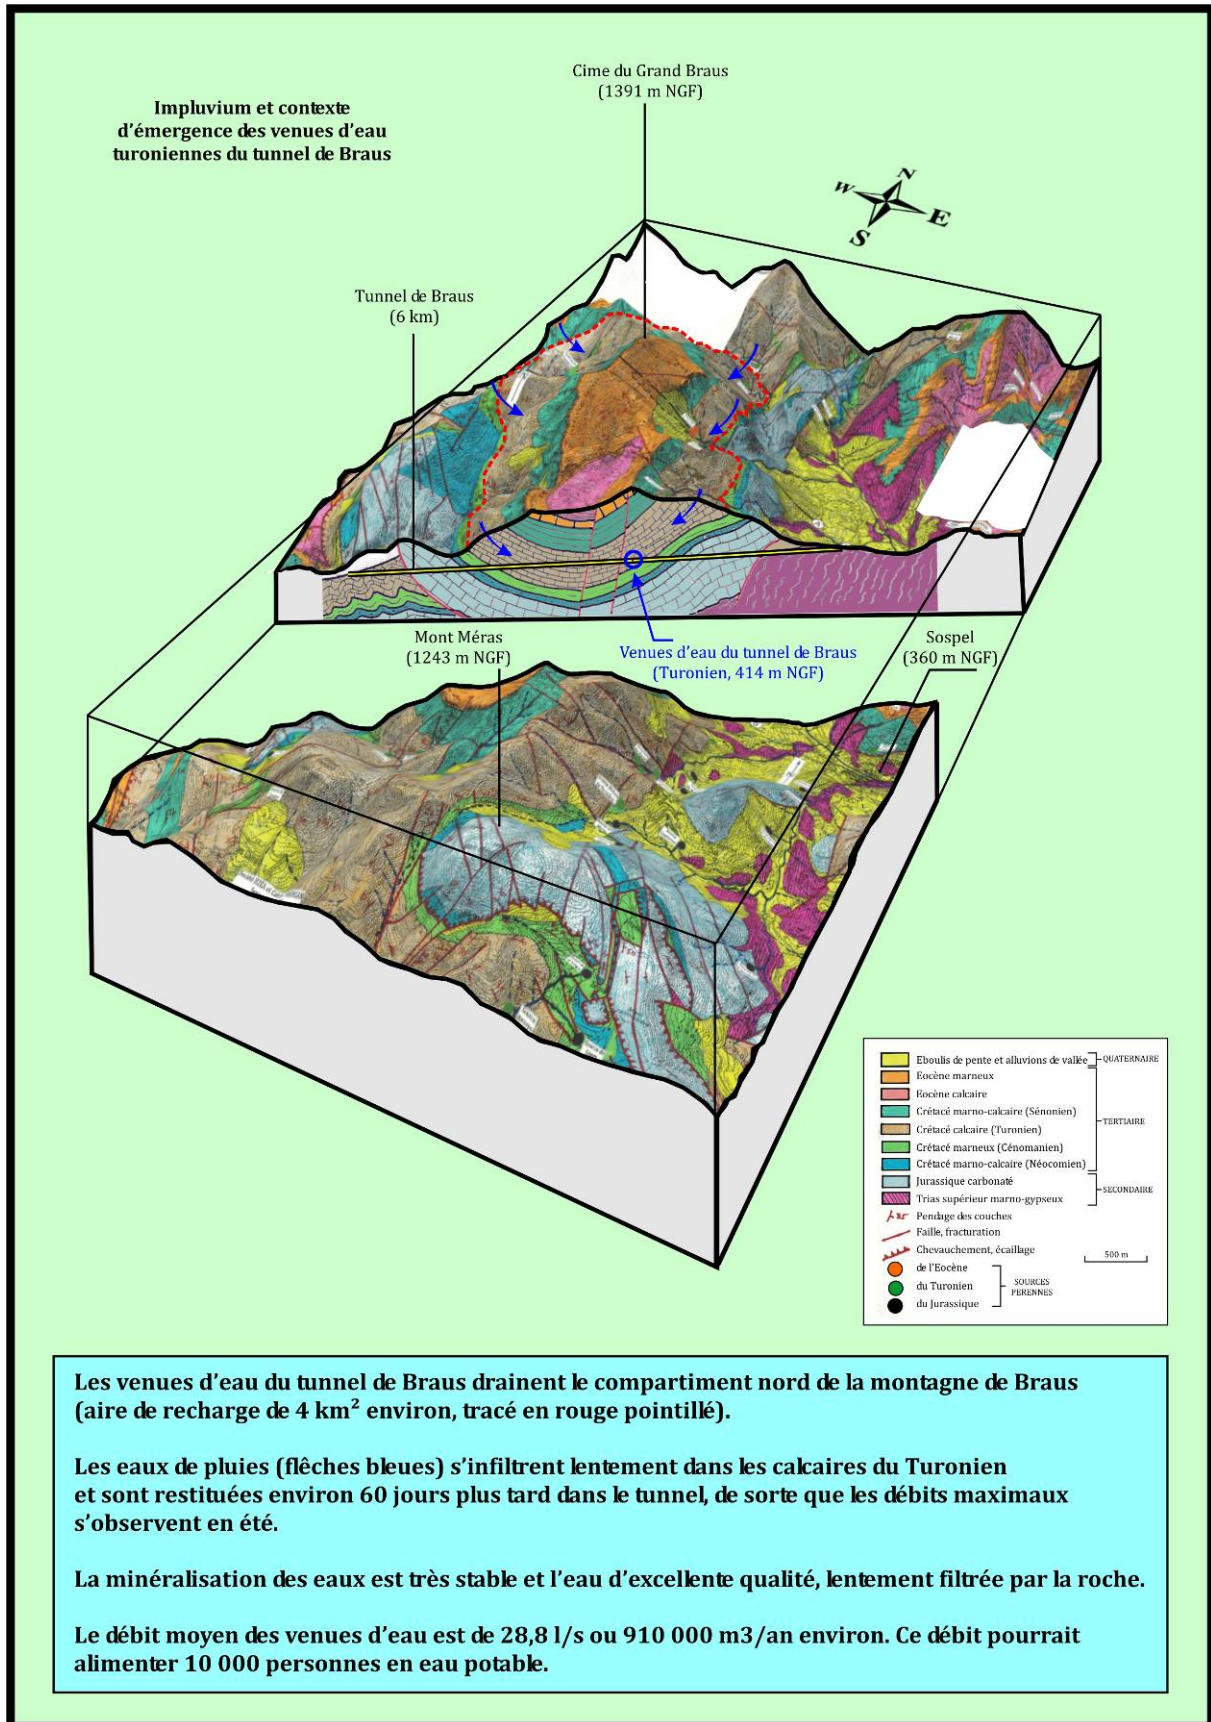 Cime du Grand Braus
(1391 m NGF)
Impluvium et contexte
d'émergence des venues d'eau
turoniennes du tunnel de Braus
N
W
E
S
Tunnel de Braus
(6 km)
Mont Méras
(1243 m NGF)
Venues d'eau du tunnel de Braus
(Turonien, 414 m NGF)
Sospel
(360 m NGF)
Eboulis de pente et alluvions de vallée
QUATERNAIRE
Eocène marneux
Eocène calcaire
Crétacé marno-calcaire (Sénonien)
Crétacé calcaire (Turonien)
TERTIAIRE
Crétacé marneux (Cénomanien)
Crétacé marno-calcaire (Néocomien)
Jurassique carbonaté
SECONDAIRE
Trias supérieur marno-gypseux
Pendage des couches
Faille, fracturation
Chevauchement, écaillage
500 m
de l'Eocène
du Turonien
SOURCES
PERENNES
du Jurassique
Les venues d'eau du tunnel de Braus drainent le compartiment nord de la montagne de Braus
(aire de recharge de 4 km² environ, tracé en rouge pointillé).
Les eaux de pluies (flêches bleues) s'infiltrent lentement dans les calcaires du Turonien
et sont restituées environ 60 jours plus tard dans le tunnel, de sorte que les débits maximaux
s'observent en été.
La minéralisation des eaux est très stable et l'eau d'excellente qualité, lentement filtrée par la roche.
Le débit moyen des venues d'eau est de 28,8 l/s ou 910 000 m3/an environ. Ce débit pourrait
alimenter 10 000 personnes en eau potable.